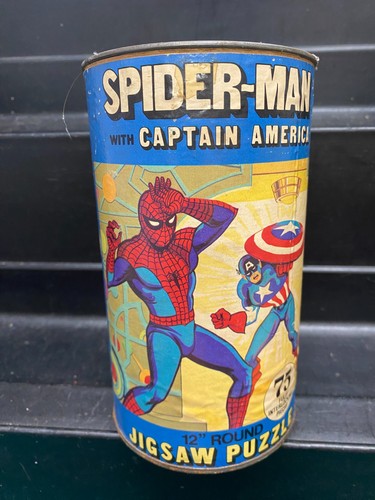 SPIDER-MAN
WITH CAPTAIN AMERICA
75
12" ROUND
JIGSAW PUZZLE